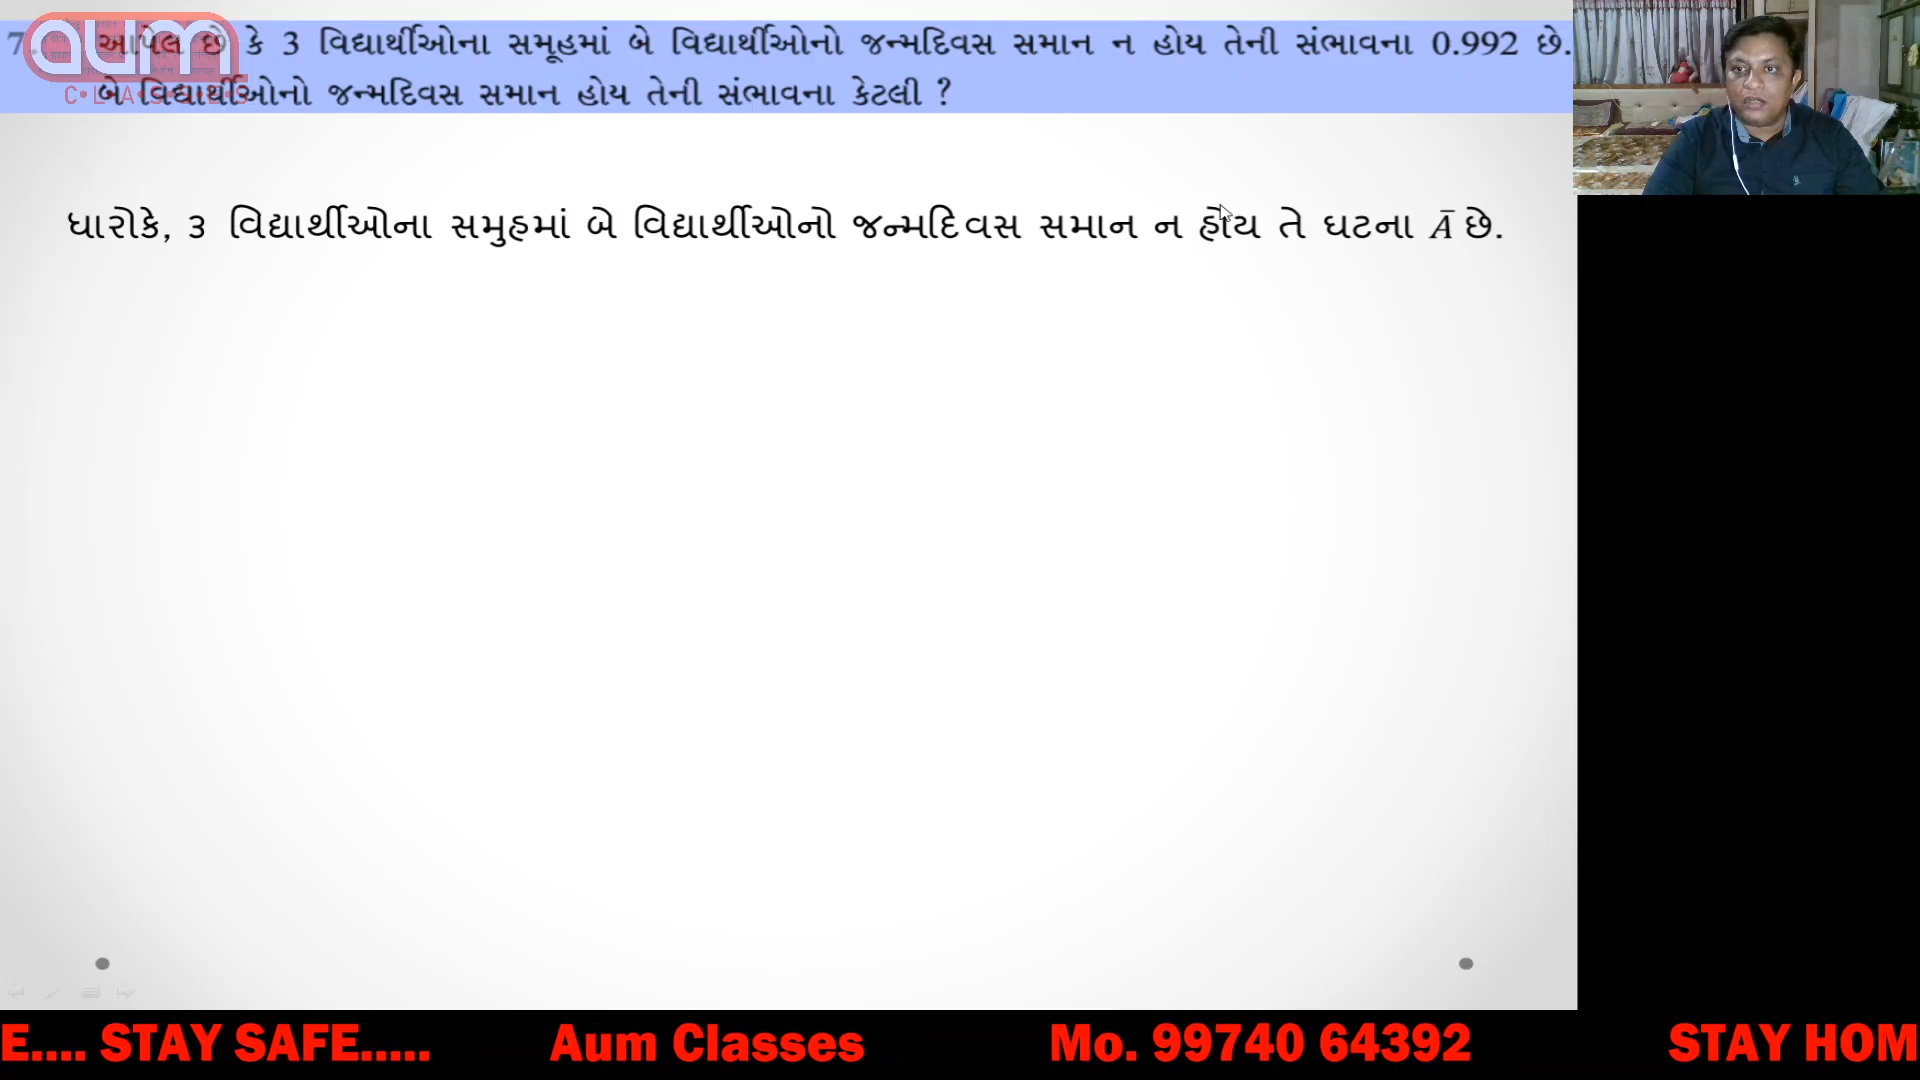 7. આપેલ છે કે 3 વિદ્યાર્થીઓના સમૂહમાં બે વિદ્યાર્થીઓનો જન્મદિવસ સમાન ન હોય તેની સંભાવના 0.992 છે.
aum
બે વિદ્યાર્થીઓનો જન્મદિવસ સમાન હોય તેની સંભાવના કેટલી ?
C•L•A•S•S•E•S
ધારોકે, ૩ વિદ્યાર્થીઓના સમુહમાં બે વિદ્યાર્થીઓનો જન્મદિવસ સમાન ન હોય તે ઘટના Ā છે.
E.... STAY SAFE..... Aum Classes Mo. 99740 64392 STAY HOM